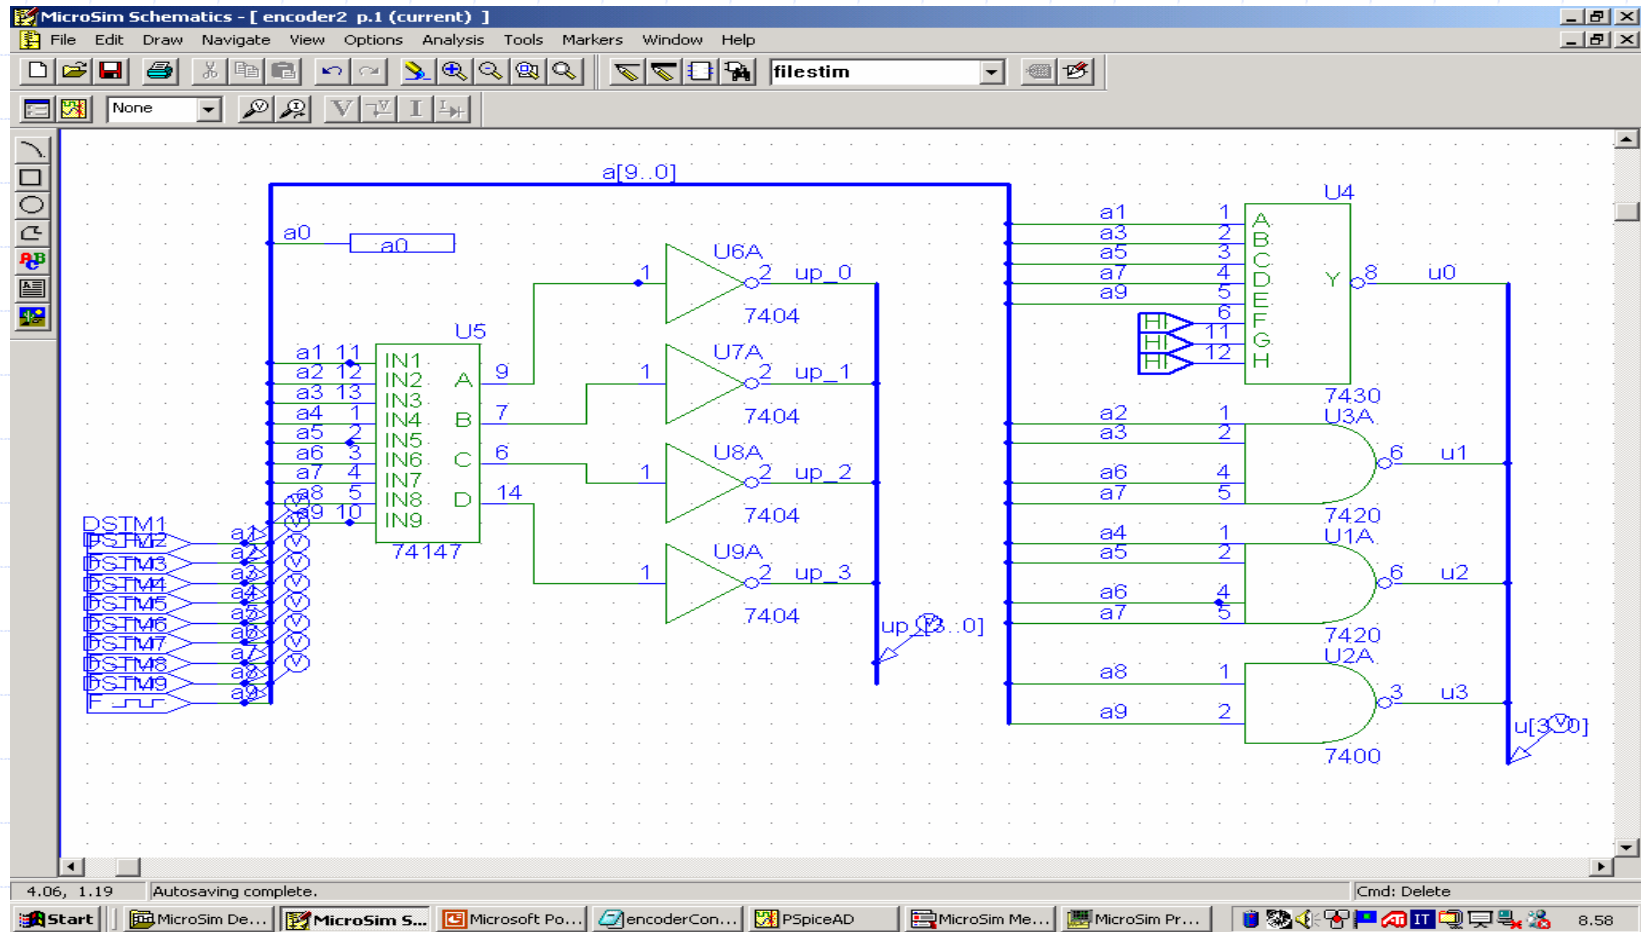 MicroSim Schematics - [ encoder2 p.1 (current) ]
File Edit Draw Navigate View Options Analysis Tools Markers Window Help
filestim
None
a[9..0]
a0
a0
U5
a1 11 IN1
a2 12 IN2
a3 13 IN3
a4 1 IN4
a5 2 IN5
a6 3 IN6
a7 4 IN7
a8 5 IN8
a9 10 IN9
A 9
B 7
C 6
D 14
74147
U6A
1 2 up_0
7404
U7A
1 2 up_1
7404
U8A
1 2 up_2
7404
U9A
1 2 up_3
7404
up_[3..0]
DSTM1
DSTM2
DSTM3
DSTM4
DSTM5
DSTM6
DSTM7
DSTM8
DSTM9
F
a1
a2
a3
a4
a5
a6
a7
a8
a9
U4
a1 1 A
a3 2 B
a5 3 C
a7 4 D
a9 5 E
HI 6 F
HI 11 G
HI 12 H
Y 8 u0
7430
U3A
a2 1
a3 2
a6 4
a7 5
6 u1
7420
U1A
a4 1
a5 2
a6 4
a7 5
6 u2
7420
U2A
a8 1
a9 2
3 u3
7400
4.06, 1.19 Autosaving complete. Cmd: Delete
Start MicroSim De... MicroSim S... Microsoft Po... encoderCon... PSpiceAD MicroSim Me... MicroSim Pr... IT 8.58